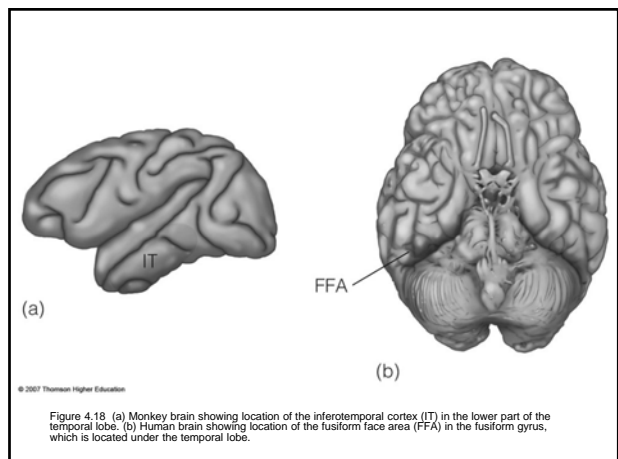 IT
(a)
FFA
(b)
© 2007 Thomson Higher Education
Figure 4.18 (a) Monkey brain showing location of the inferotemporal cortex (IT) in the lower part of the
temporal lobe. (b) Human brain showing location of the fusiform face area (FFA) in the fusiform gyrus,
which is located under the temporal lobe.